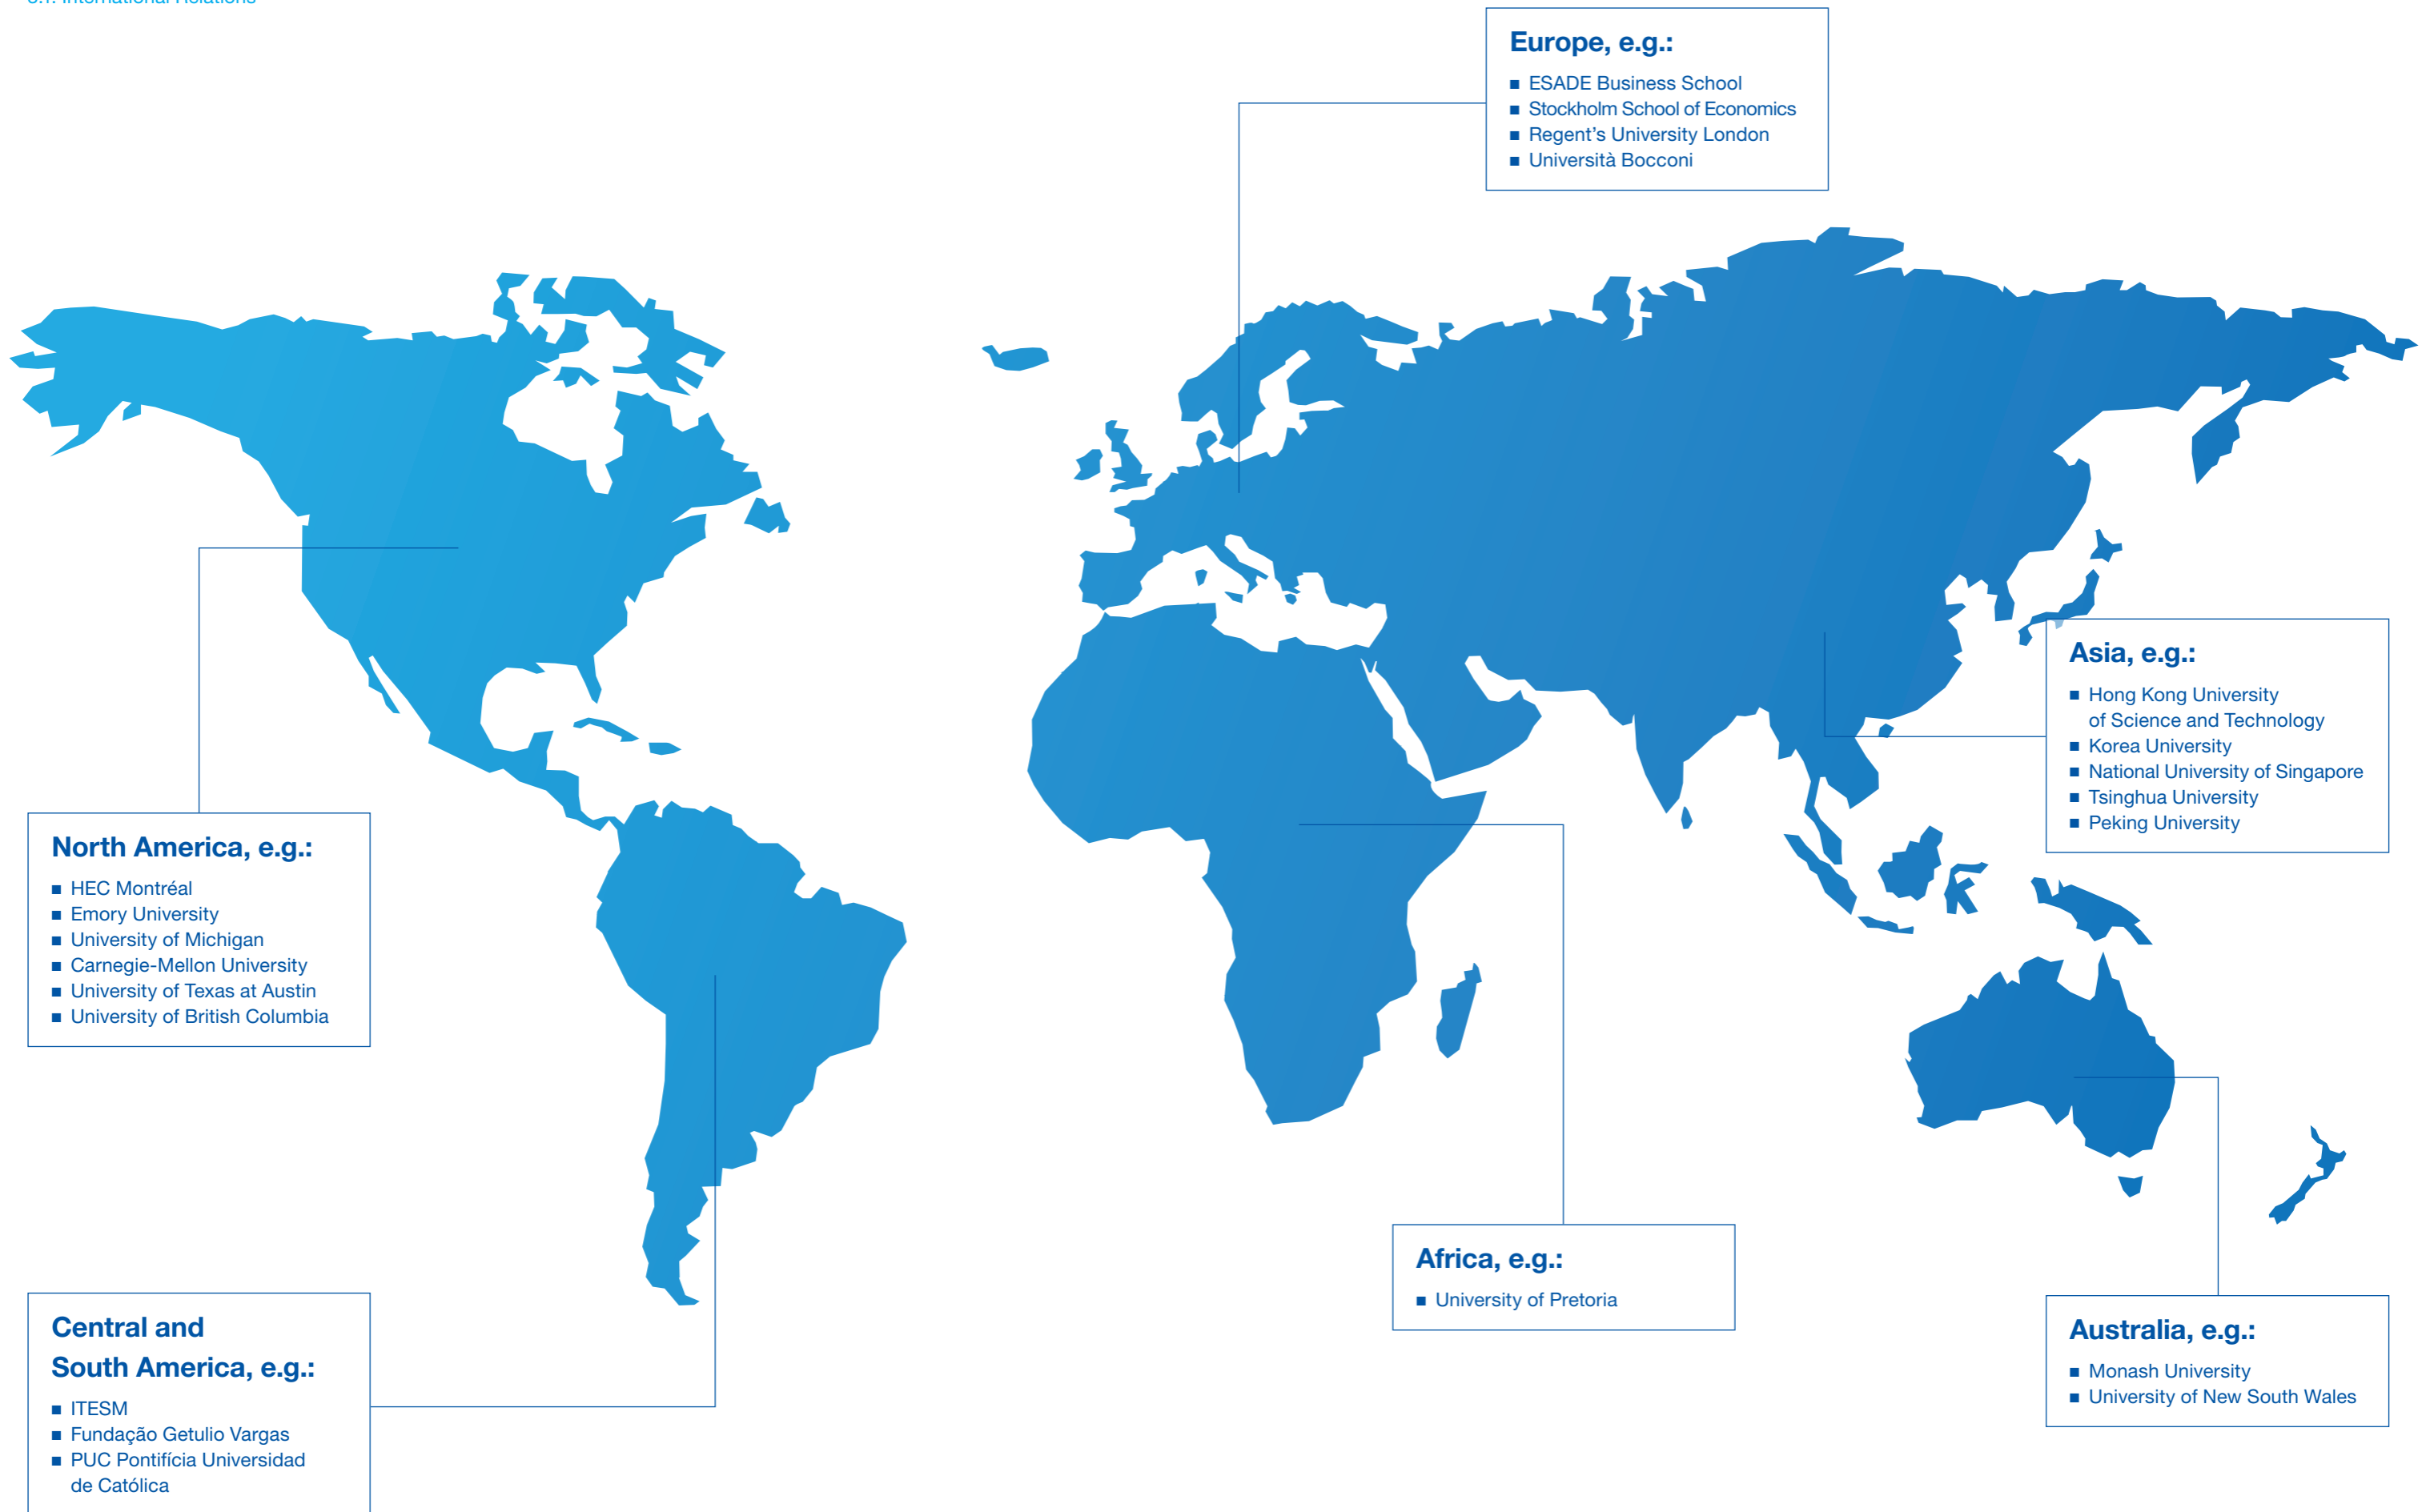 Europe, e.g.:
■ ESADE Business School
■ Stockholm School of Economics
■ Regent's University London
■ Università Bocconi
Asia, e.g.:
■ Hong Kong University
of Science and Technology
■ Korea University
■ National University of Singapore
■ Tsinghua University
■ Peking University
North America, e.g.:
■ HEC Montréal
■ Emory University
■ University of Michigan
■ Carnegie-Mellon University
■ University of Texas at Austin
■ University of British Columbia
Africa, e.g.:
■ University of Pretoria
Central and
South America, e.g.:
■ ITESM
■ Fundação Getulio Vargas
■ PUC Pontifícia Universidad
de Católica
Australia, e.g.:
■ Monash University
■ University of New South Wales